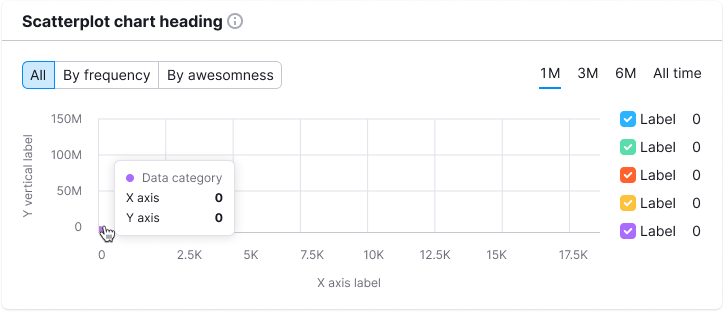 Scatterplot chart heading
All By frequency By awesomness 1M 3M 6M All time
Y vertical label
150M
100M
50M
0
Data category
X axis 0
Y axis 0
0 2.5K 5K 7.5K 10K 12.5K 15K 17.5K
X axis label
Label 0
Label 0
Label 0
Label 0
Label 0